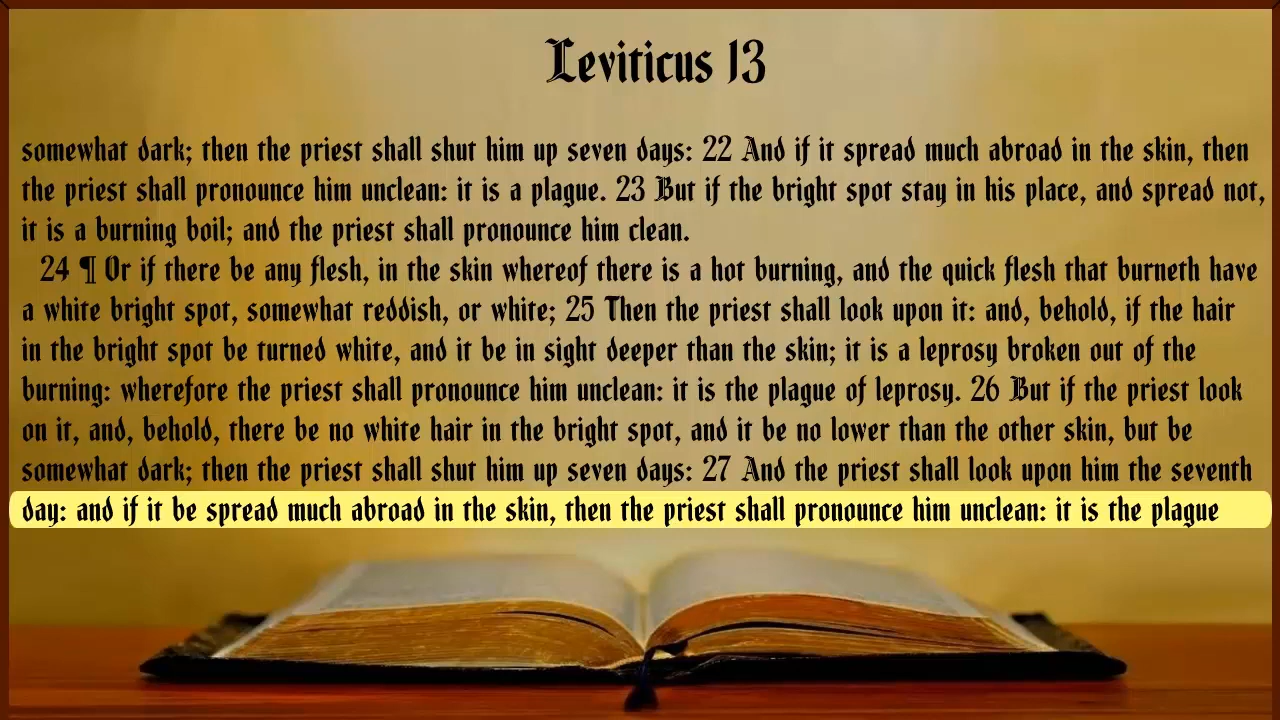 Leviticus 13
somewhat dark; then the priest shall shut him up seven days: 22 And if it spread much abroad in the skin, then
the priest shall pronounce him unclean: it is a plague. 23 But if the bright spot stay in his place, and spread not,
it is a burning boil; and the priest shall pronounce him clean.
24 ¶ Or if there be any flesh, in the skin whereof there is a hot burning, and the quick flesh that burneth have
a white bright spot, somewhat reddish, or white; 25 Then the priest shall look upon it: and, behold, if the hair
in the bright spot be turned white, and it be in sight deeper than the skin; it is a leprosy broken out of the
burning: wherefore the priest shall pronounce him unclean: it is the plague of leprosy. 26 But if the priest look
on it, and, behold, there be no white hair in the bright spot, and it be no lower than the other skin, but be
somewhat dark; then the priest shall shut him up seven days: 27 And the priest shall look upon him the seventh
day: and if it be spread much abroad in the skin, then the priest shall pronounce him unclean: it is the plague